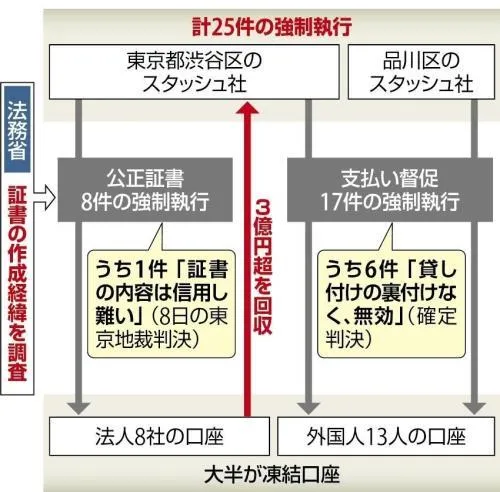 計25件の強制執行
東京都渋谷区の
スタッシュ社
品川区の
スタッシュ社
法務省
証書の作成経緯を調査
公正証書
8件の強制執行
うち1件「証書
の内容は信用し
難い」(8日の東
京地裁判決)
3億円超を回収
支払い督促
17件の強制執行
うち6件「貸し
付けの裏付けな
く、無効」(確定
判決)
法人8社の口座
外国人13人の口座
大半が凍結口座